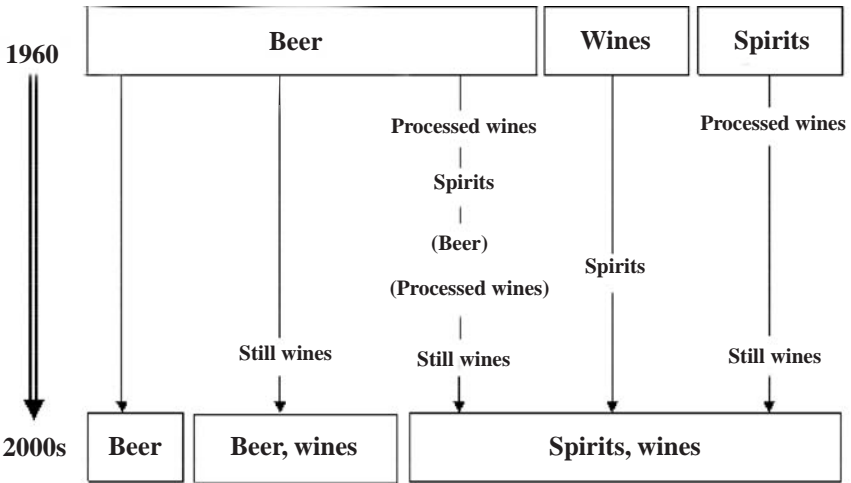 1960
Beer
Wines
Spirits
Processed wines
Processed wines
Spirits
(Beer)
Spirits
(Processed wines)
Still wines
Still wines
Still wines
2000s
Beer
Beer, wines
Spirits, wines